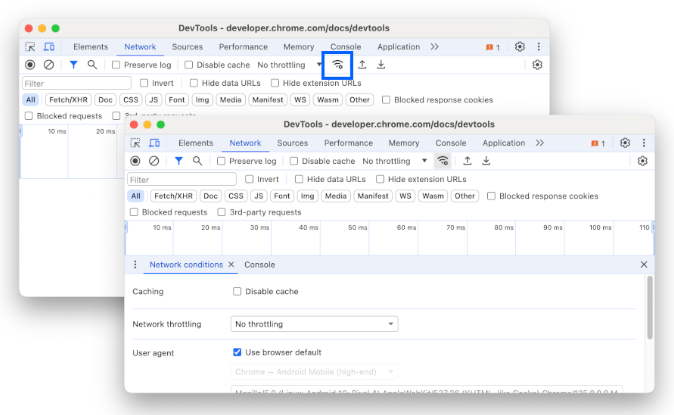 DevTools - developer.chrome.com/docs/devtools
Elements Network Sources Performance Memory Console Application 1
Preserve log Disable cache No throttling
Filter Invert Hide data URLs Hide extension URLs
All Fetch/XHR Doc CSS JS Font Img Media Manifest WS Wasm Other Blocked response cookies
Blocked requests 3rd-party requests
10 ms 20 ms
DevTools - developer.chrome.com/docs/devtools
Elements Network Sources Performance Memory Console Application 1
Preserve log Disable cache No throttling
Filter Invert Hide data URLs Hide extension URLs
All Fetch/XHR Doc CSS JS Font Img Media Manifest WS Wasm Other Blocked response cookies
Blocked requests 3rd-party requests
10 ms 20 ms 30 ms 40 ms 50 ms 60 ms 70 ms 80 ms 90 ms 100 ms 110
Network conditions Console
Caching Disable cache
Network throttling No throttling
User agent Use browser default
Chrome — Android Mobile (high-end)